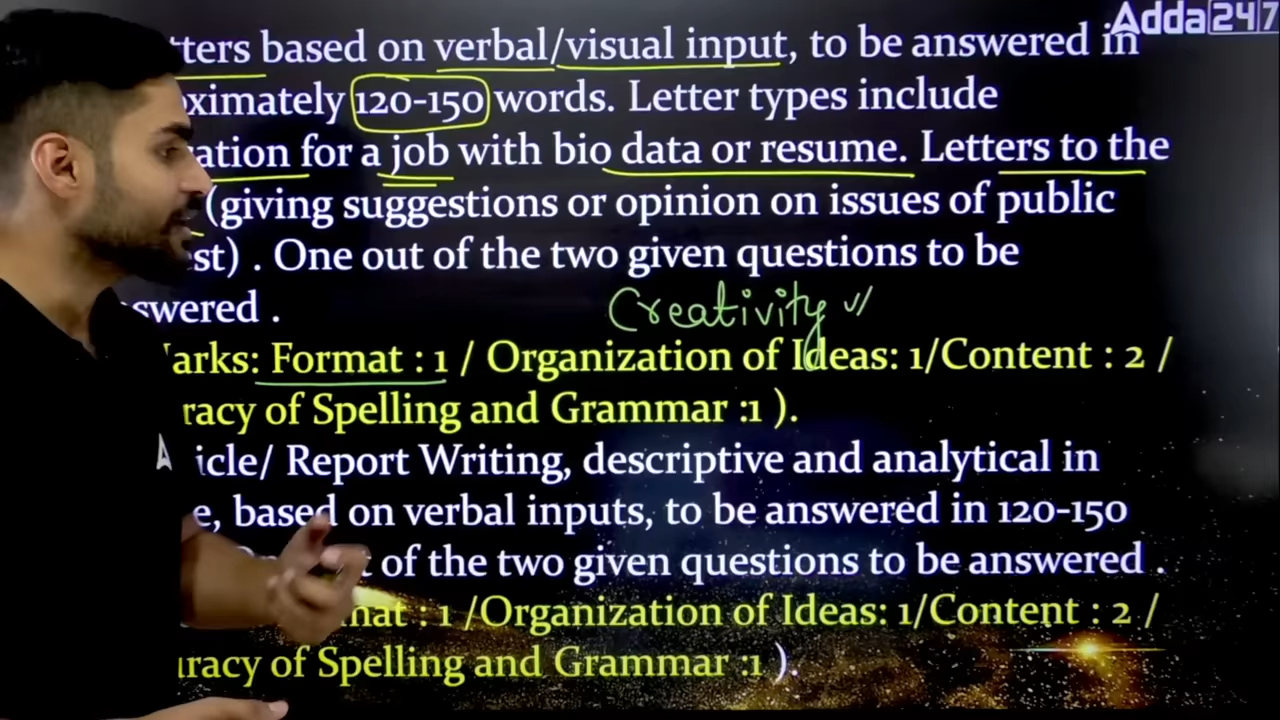 Adda247
tters based on verbal/visual input, to be answered in
ximately 120-150 words. Letter types include
ation for a job with bio data or resume. Letters to the
(giving suggestions or opinion on issues of public
st) . One out of the two given questions to be
swered .
Creativity
arks: Format : 1 / Organization of Ideas: 1/Content : 2 /
racy of Spelling and Grammar :1 ).
icle/ Report Writing, descriptive and analytical in
e, based on verbal inputs, to be answered in 120-150
of the two given questions to be answered .
mat : 1 /Organization of Ideas: 1/Content : 2 /
uracy of Spelling and Grammar :1 ).